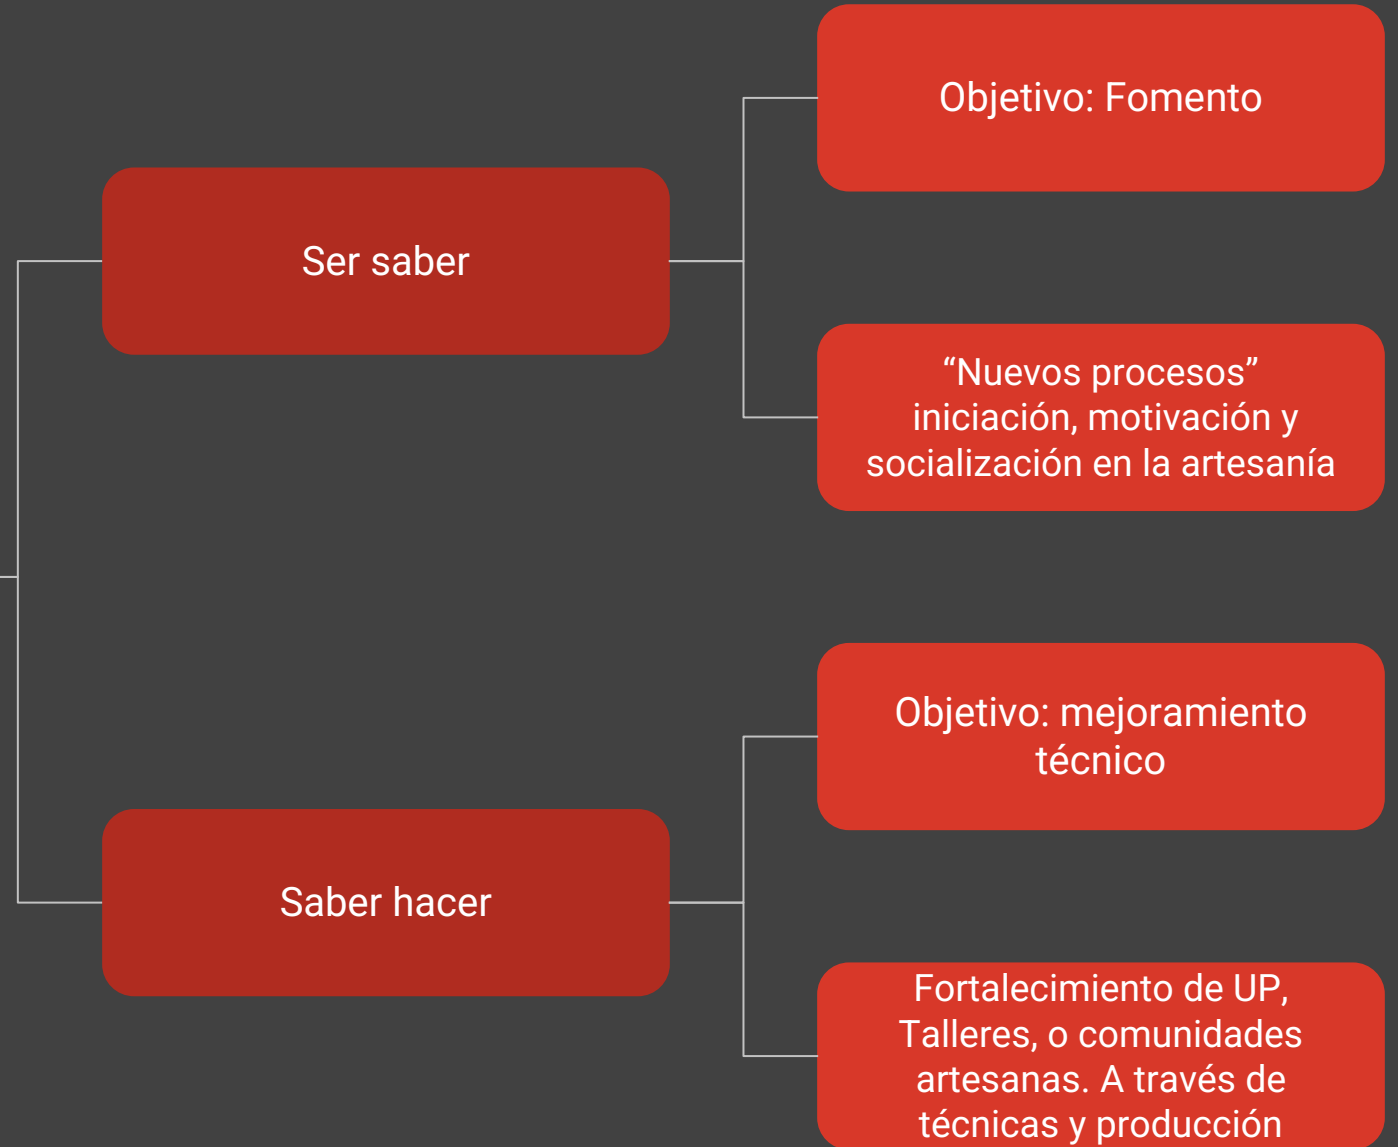 Ser saber
Objetivo: Fomento
“Nuevos procesos”
iniciación, motivación y
socialización en la artesanía
Saber hacer
Objetivo: mejoramiento
técnico
Fortalecimiento de UP,
Talleres, o comunidades
artesanas. A través de
técnicas y producción